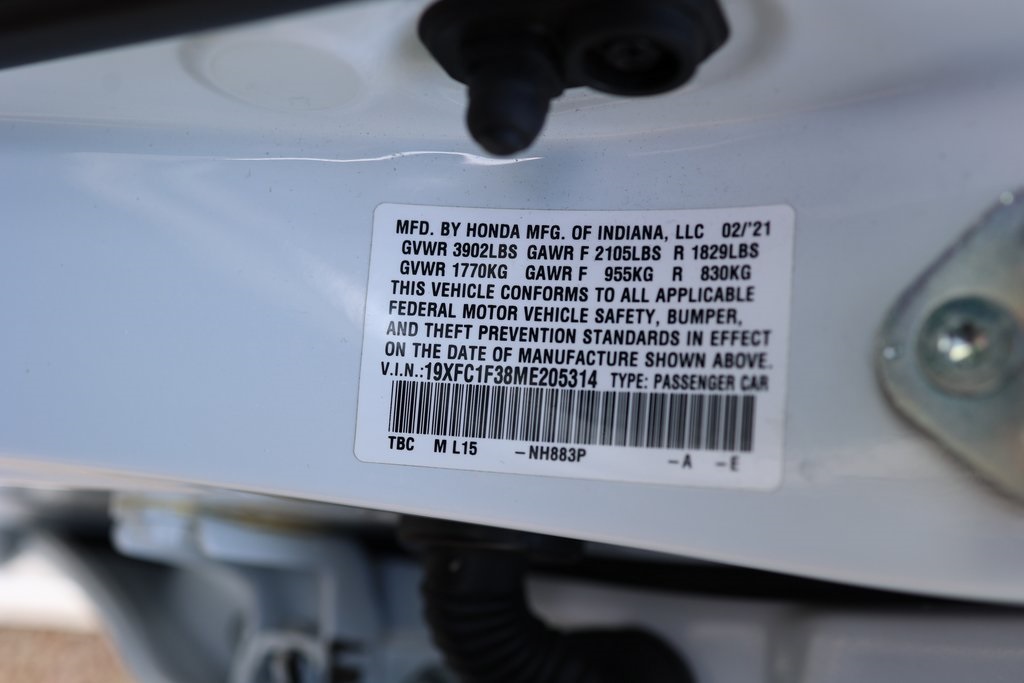 MFD. BY HONDA MFG. OF INDIANA, LLC 02/'21
GVWR 3902LBS GAWR F 2105LBS R 1829LBS
GVWR 1770KG GAWR F 955KG R 830KG
THIS VEHICLE CONFORMS TO ALL APPLICABLE
FEDERAL MOTOR VEHICLE SAFETY, BUMPER,
AND THEFT PREVENTION STANDARDS IN EFFECT
ON THE DATE OF MANUFACTURE SHOWN ABOVE.
V.I.N.:19XFC1F38ME205314 TYPE: PASSENGER CAR
TBC M L15 -NH883P -A -E